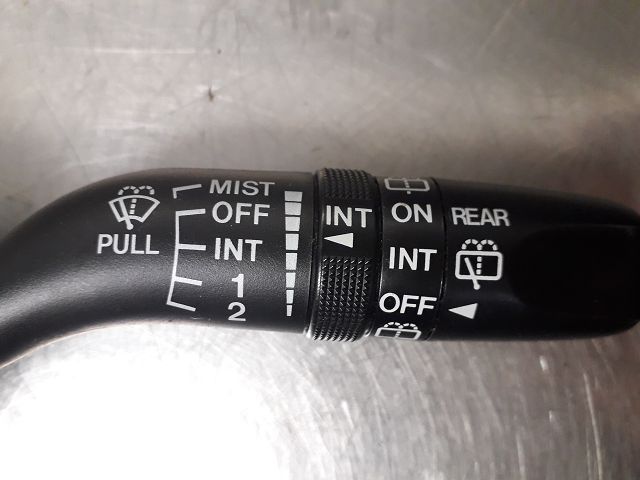 PULL
MIST
OFF
INT
1
2
INT
ON
INT
OFF
REAR